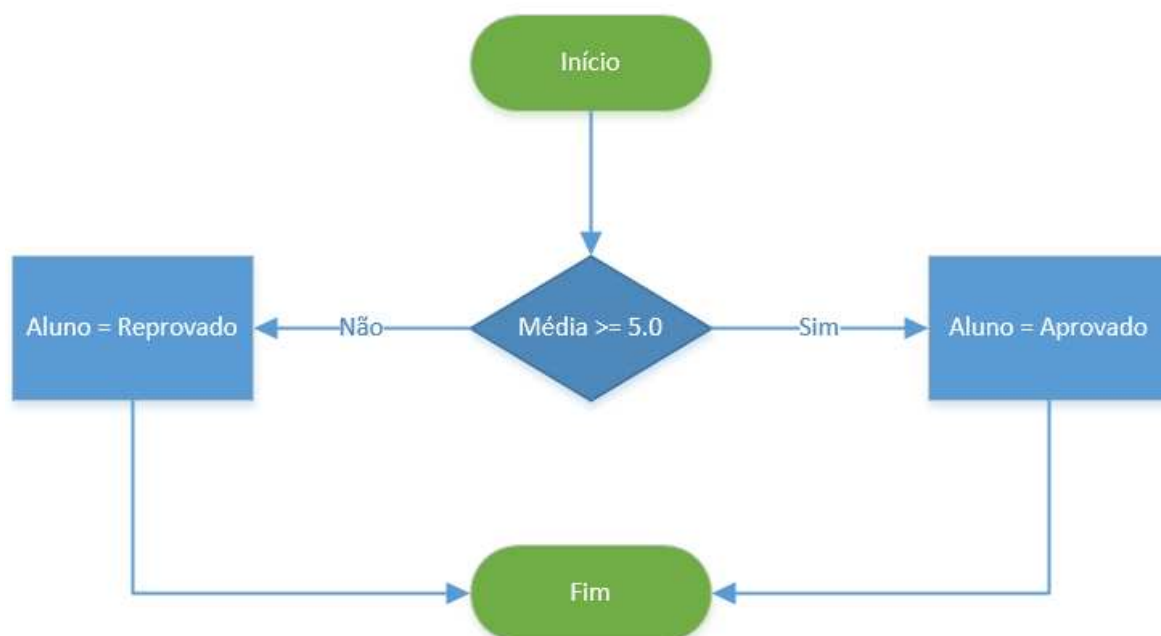 Início
Aluno = Reprovado
Não
Média >= 5.0
Sim
Aluno = Aprovado
Fim